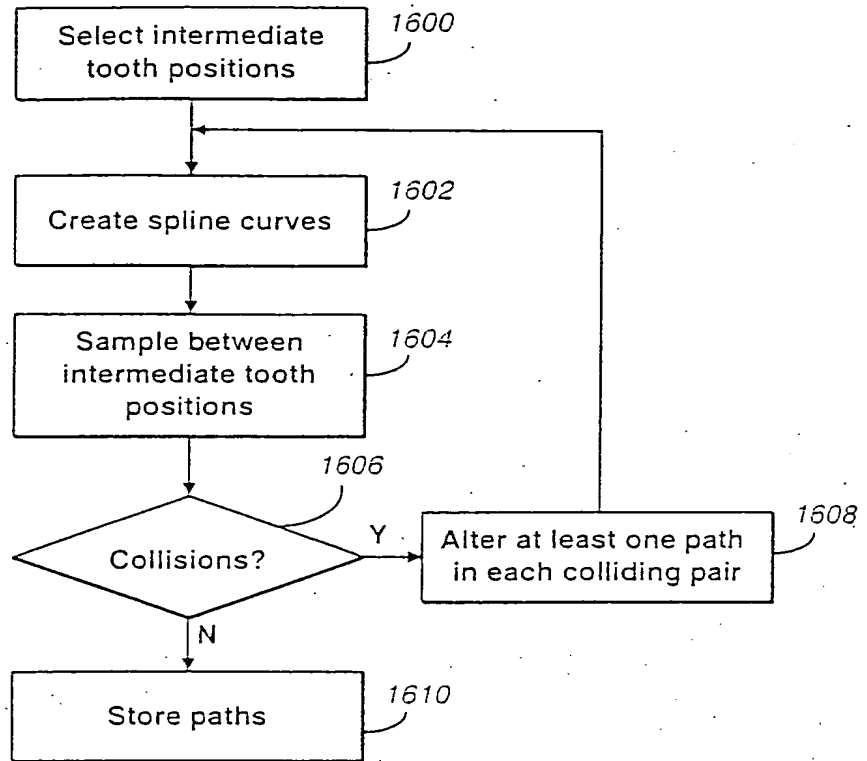 Select intermediate
tooth positions
1600
Create spline curves
1602
Sample between
intermediate tooth
positions
1604
Collisions?
1606
Y
N
Alter at least one path
in each colliding pair
1608
Store paths
1610